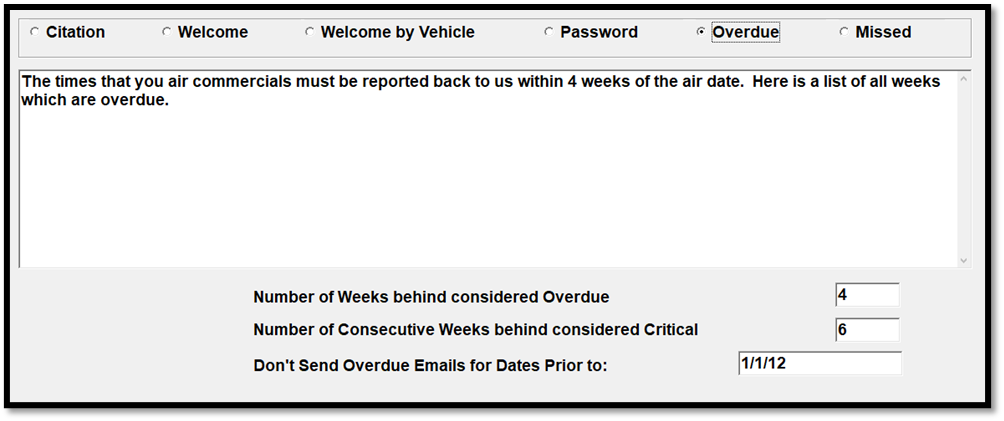 Citation Welcome Welcome by Vehicle Password Overdue Missed
The times that you air commercials must be reported back to us within 4 weeks of the air date.  Here is a list of all weeks
which are overdue.
Number of Weeks behind considered Overdue 4
Number of Consecutive Weeks behind considered Critical 6
Don't Send Overdue Emails for Dates Prior to: 1/1/12